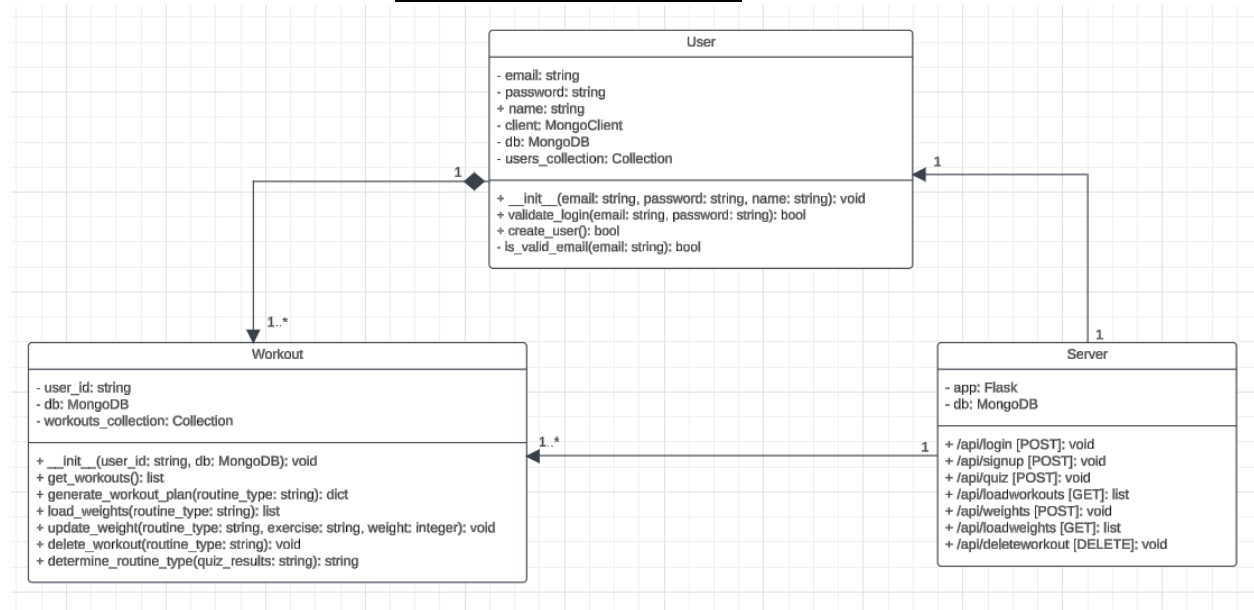 User
- email: string
- password: string
+ name: string
- client: MongoClient
- db: MongoDB
- users_collection: Collection
+ __init__(email: string, password: string, name: string): void
+ validate_login(email: string, password: string): bool
+ create_user(): bool
- is_valid_email(email: string): bool
1
1
1..*
1
Workout
- user_id: string
- db: MongoDB
- workouts_collection: Collection
+ __init__(user_id: string, db: MongoDB): void
+ get_workouts(): list
+ generate_workout_plan(routine_type: string): dict
+ load_weights(routine_type: string): list
+ update_weight(routine_type: string, exercise: string, weight: integer): void
+ delete_workout(routine_type: string): void
+ determine_routine_type(quiz_results: string): string
1..*
1
Server
- app: Flask
- db: MongoDB
+ /api/login [POST]: void
+ /api/signup [POST]: void
+ /api/quiz [POST]: void
+ /api/loadworkouts [GET]: list
+ /api/weights [POST]: void
+ /api/loadweights [GET]: list
+ /api/deleteworkout [DELETE]: void